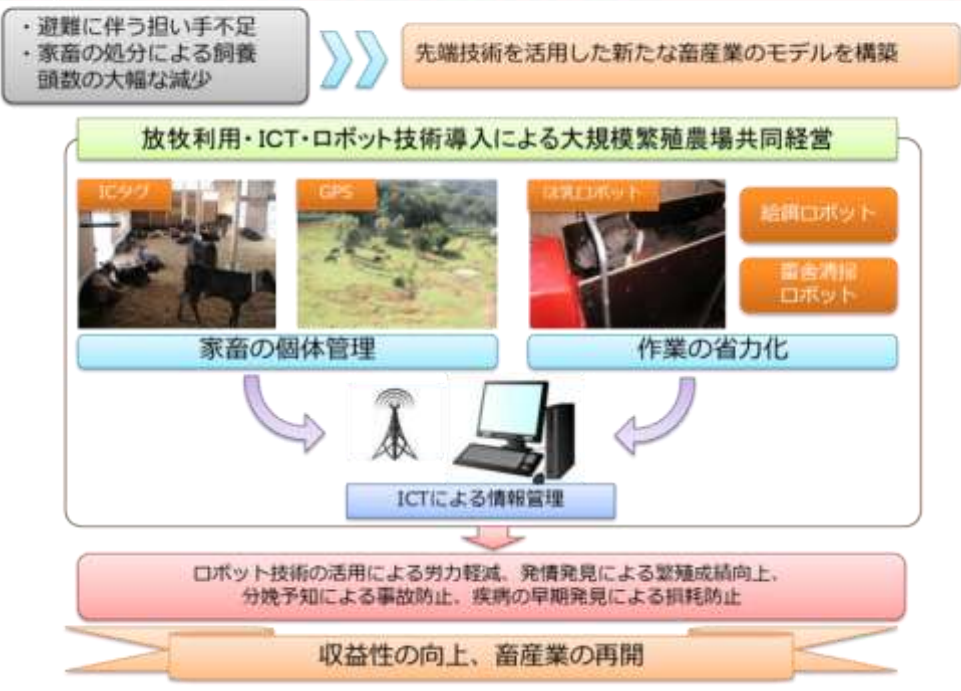 ・避難に伴う担い手不足
・家畜の処分による飼養
頭数の大幅な減少
先端技術を活用した新たな畜産業のモデルを構築
放牧利用・ICT・ロボット技術導入による大規模繁殖農場共同経営
ICタグ
GPS
ほ乳ロボット
給餌ロボット
畜舎清掃
ロボット
家畜の個体管理
作業の省力化
ICTによる情報管理
ロボット技術の活用による労力軽減、発情発見による繁殖成績向上、
分娩予知による事故防止、疾病の早期発見による損耗防止
収益性の向上、畜産業の再開